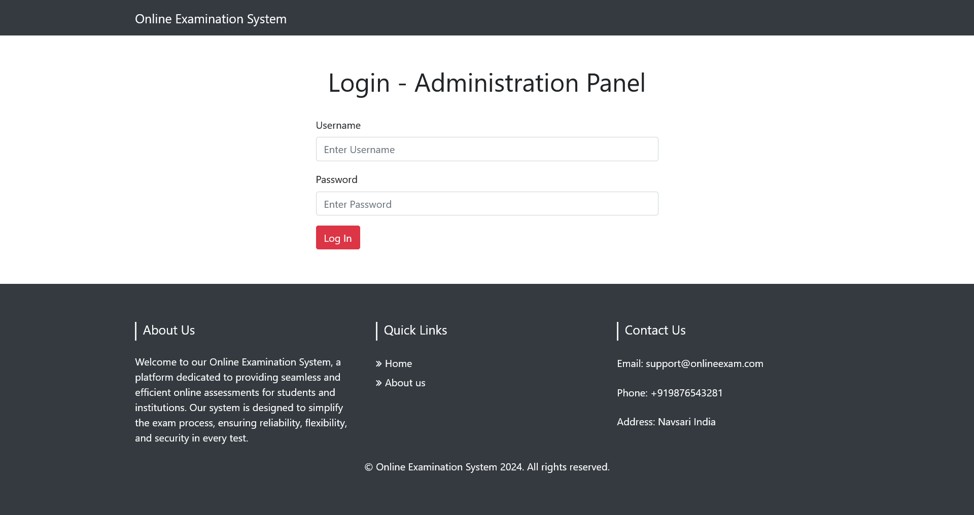 Online Examination System
Login - Administration Panel
Username
Enter Username
Password
Enter Password
Log In
About Us
Welcome to our Online Examination System, a
platform dedicated to providing seamless and
efficient online assessments for students and
institutions. Our system is designed to simplify
the exam process, ensuring reliability, flexibility,
and security in every test.
Quick Links
» Home
» About us
Contact Us
Email: support@onlineexam.com
Phone: +919876543281
Address: Navsari India
© Online Examination System 2024. All rights reserved.